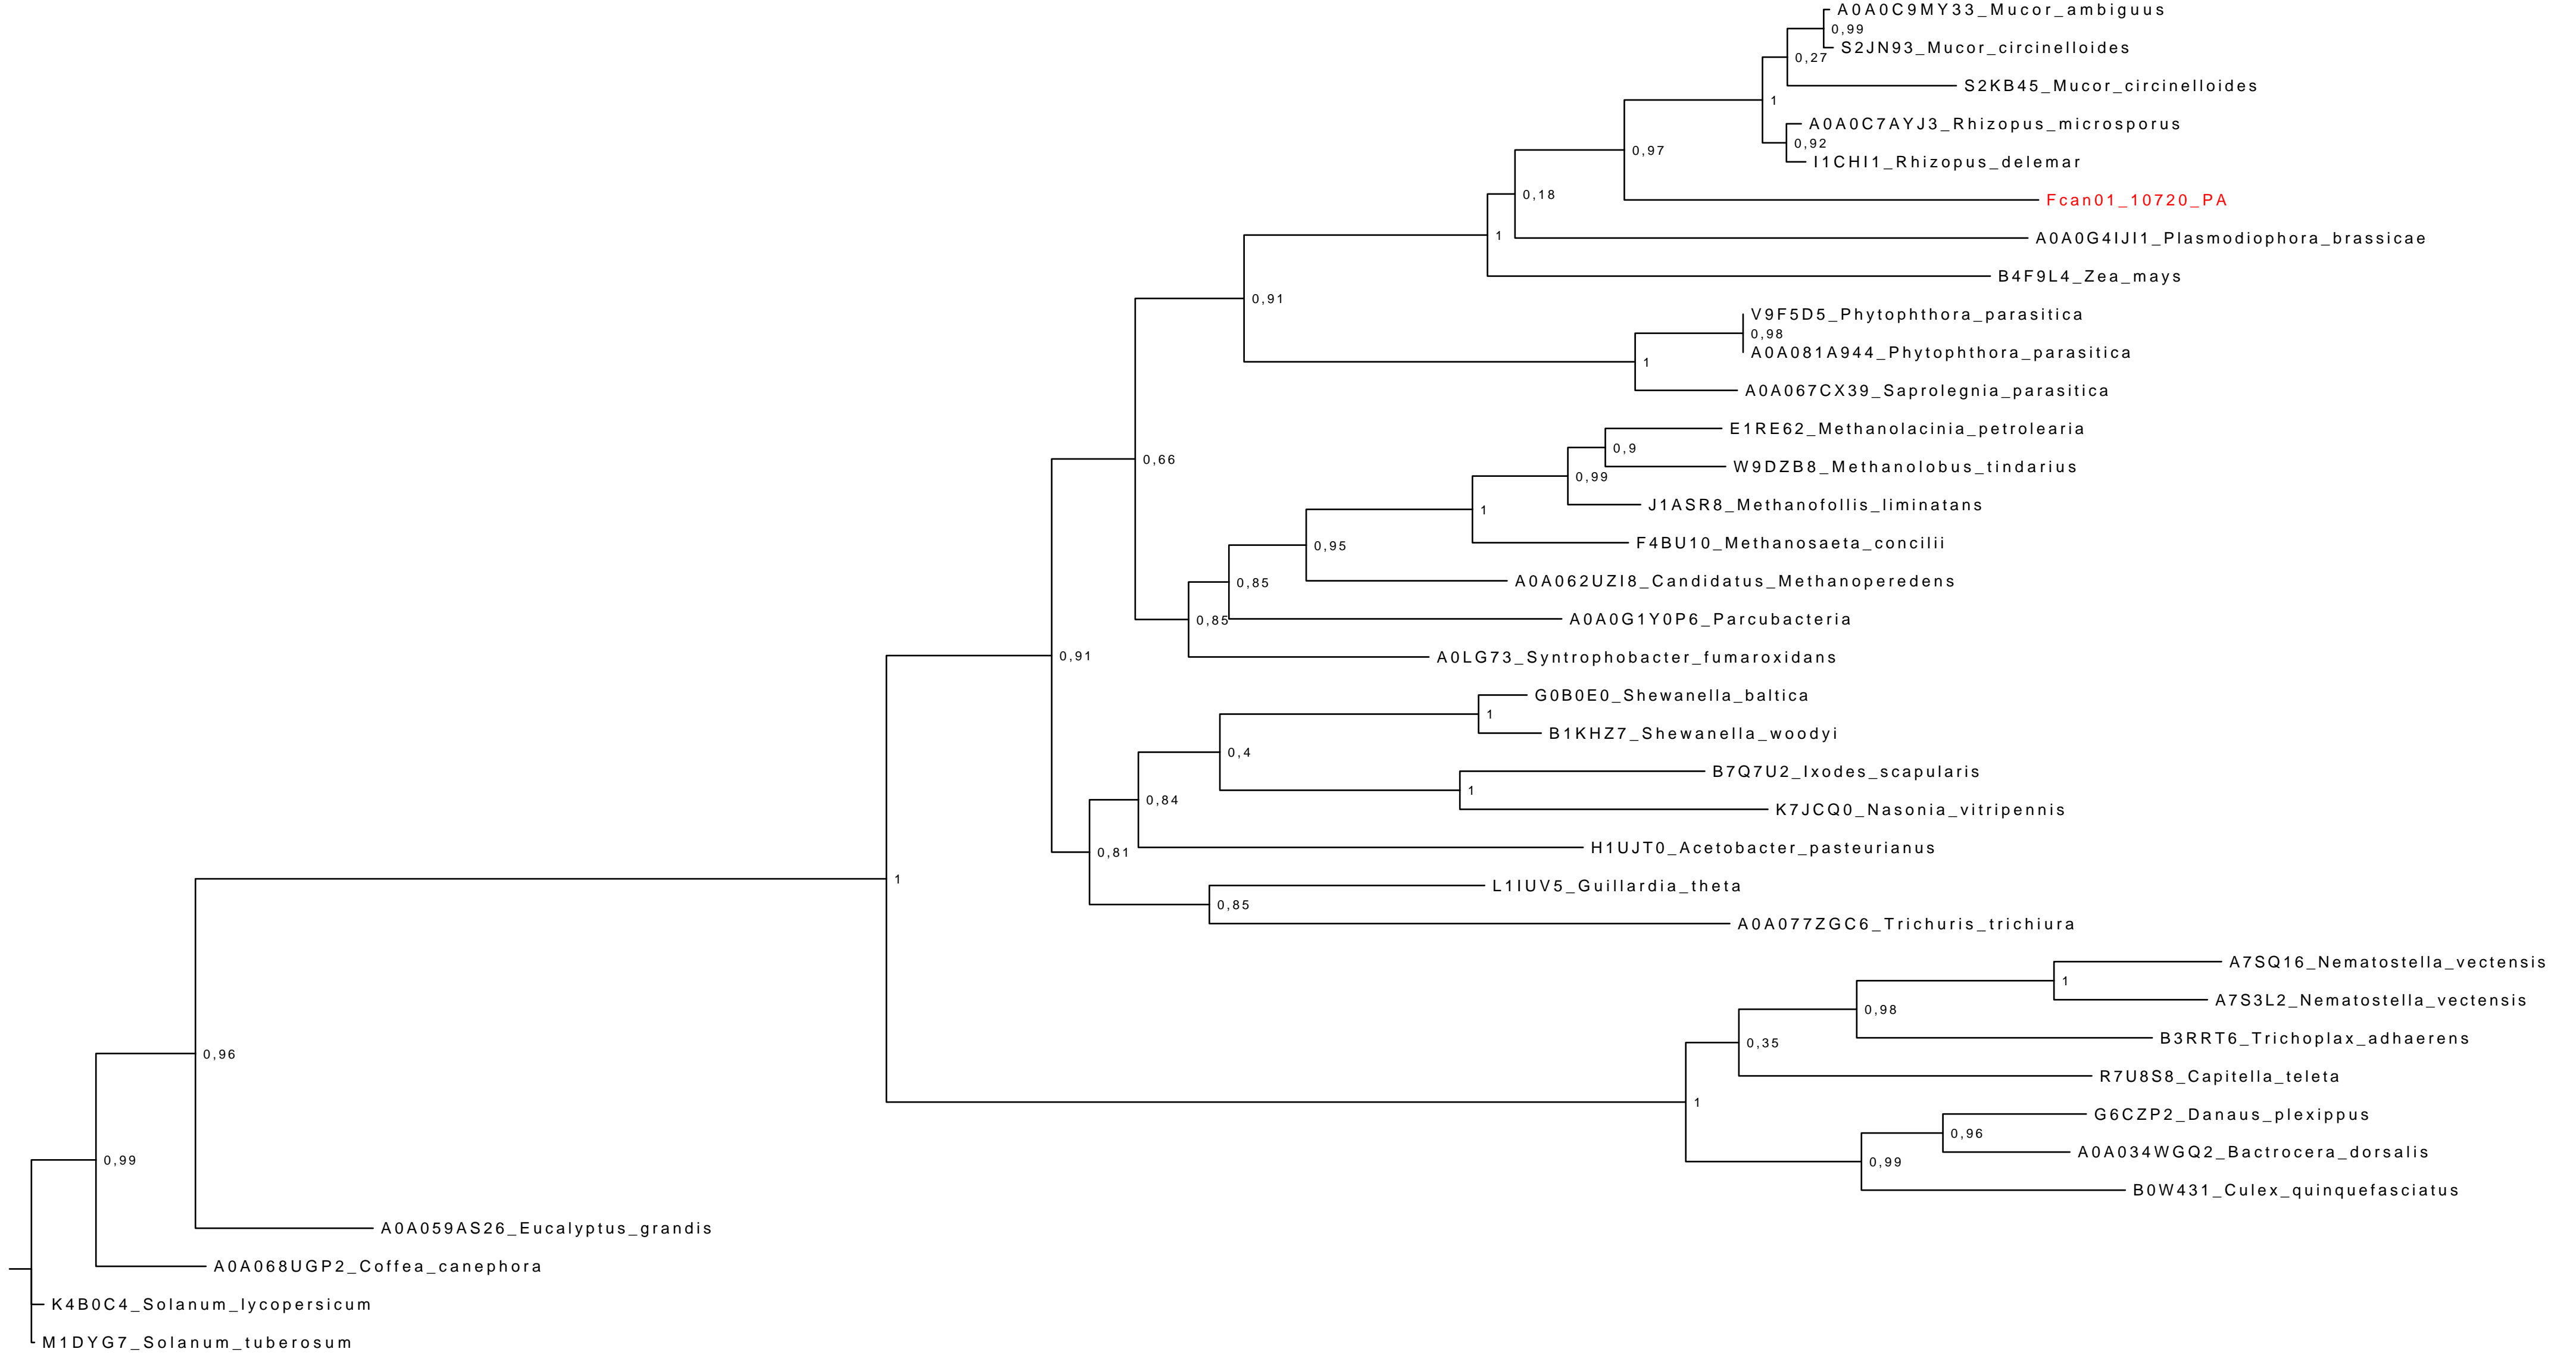 A0A0C9MY33_Mucor_ambiguus
0,99
S2JN93_Mucor_circinelloides
0,27
S2KB45_Mucor_circinelloides
1
A0A0C7AYJ3_Rhizopus_microsporus
0,92
I1CHI1_Rhizopus_delemar
0,97
Fcan01_10720_PA
0,18
A0A0G4IJI1_Plasmodiophora_brassicae
1
B4F9L4_Zea_mays
0,91
V9F5D5_Phytophthora_parasitica
0,98
A0A081A944_Phytophthora_parasitica
1
A0A067CX39_Saprolegnia_parasitica
0,66
E1RE62_Methanolacinia_petrolearia
0,9
W9DZB8_Methanolobus_tindarius
0,99
J1ASR8_Methanofollis_liminatans
1
F4BU10_Methanosaeta_concilii
0,95
A0A062UZI8_Candidatus_Methanoperedens
0,85
A0A0G1Y0P6_Parcubacteria
0,85
A0LG73_Syntrophobacter_fumaroxidans
0,91
G0B0E0_Shewanella_baltica
1
B1KHZ7_Shewanella_woodyi
0,4
B7Q7U2_Ixodes_scapularis
1
K7JCQ0_Nasonia_vitripennis
0,84
H1UJT0_Acetobacter_pasteurianus
0,81
L1IUV5_Guillardia_theta
0,85
A0A077ZGC6_Trichuris_trichiura
1
A7SQ16_Nematostella_vectensis
1
A7S3L2_Nematostella_vectensis
0,98
B3RRT6_Trichoplax_adhaerens
0,35
R7U8S8_Capitella_teleta
1
G6CZP2_Danaus_plexippus
0,96
A0A034WGQ2_Bactrocera_dorsalis
0,99
B0W431_Culex_quinquefasciatus
0,96
A0A059AS26_Eucalyptus_grandis
0,99
A0A068UGP2_Coffea_canephora
K4B0C4_Solanum_lycopersicum
M1DYG7_Solanum_tuberosum